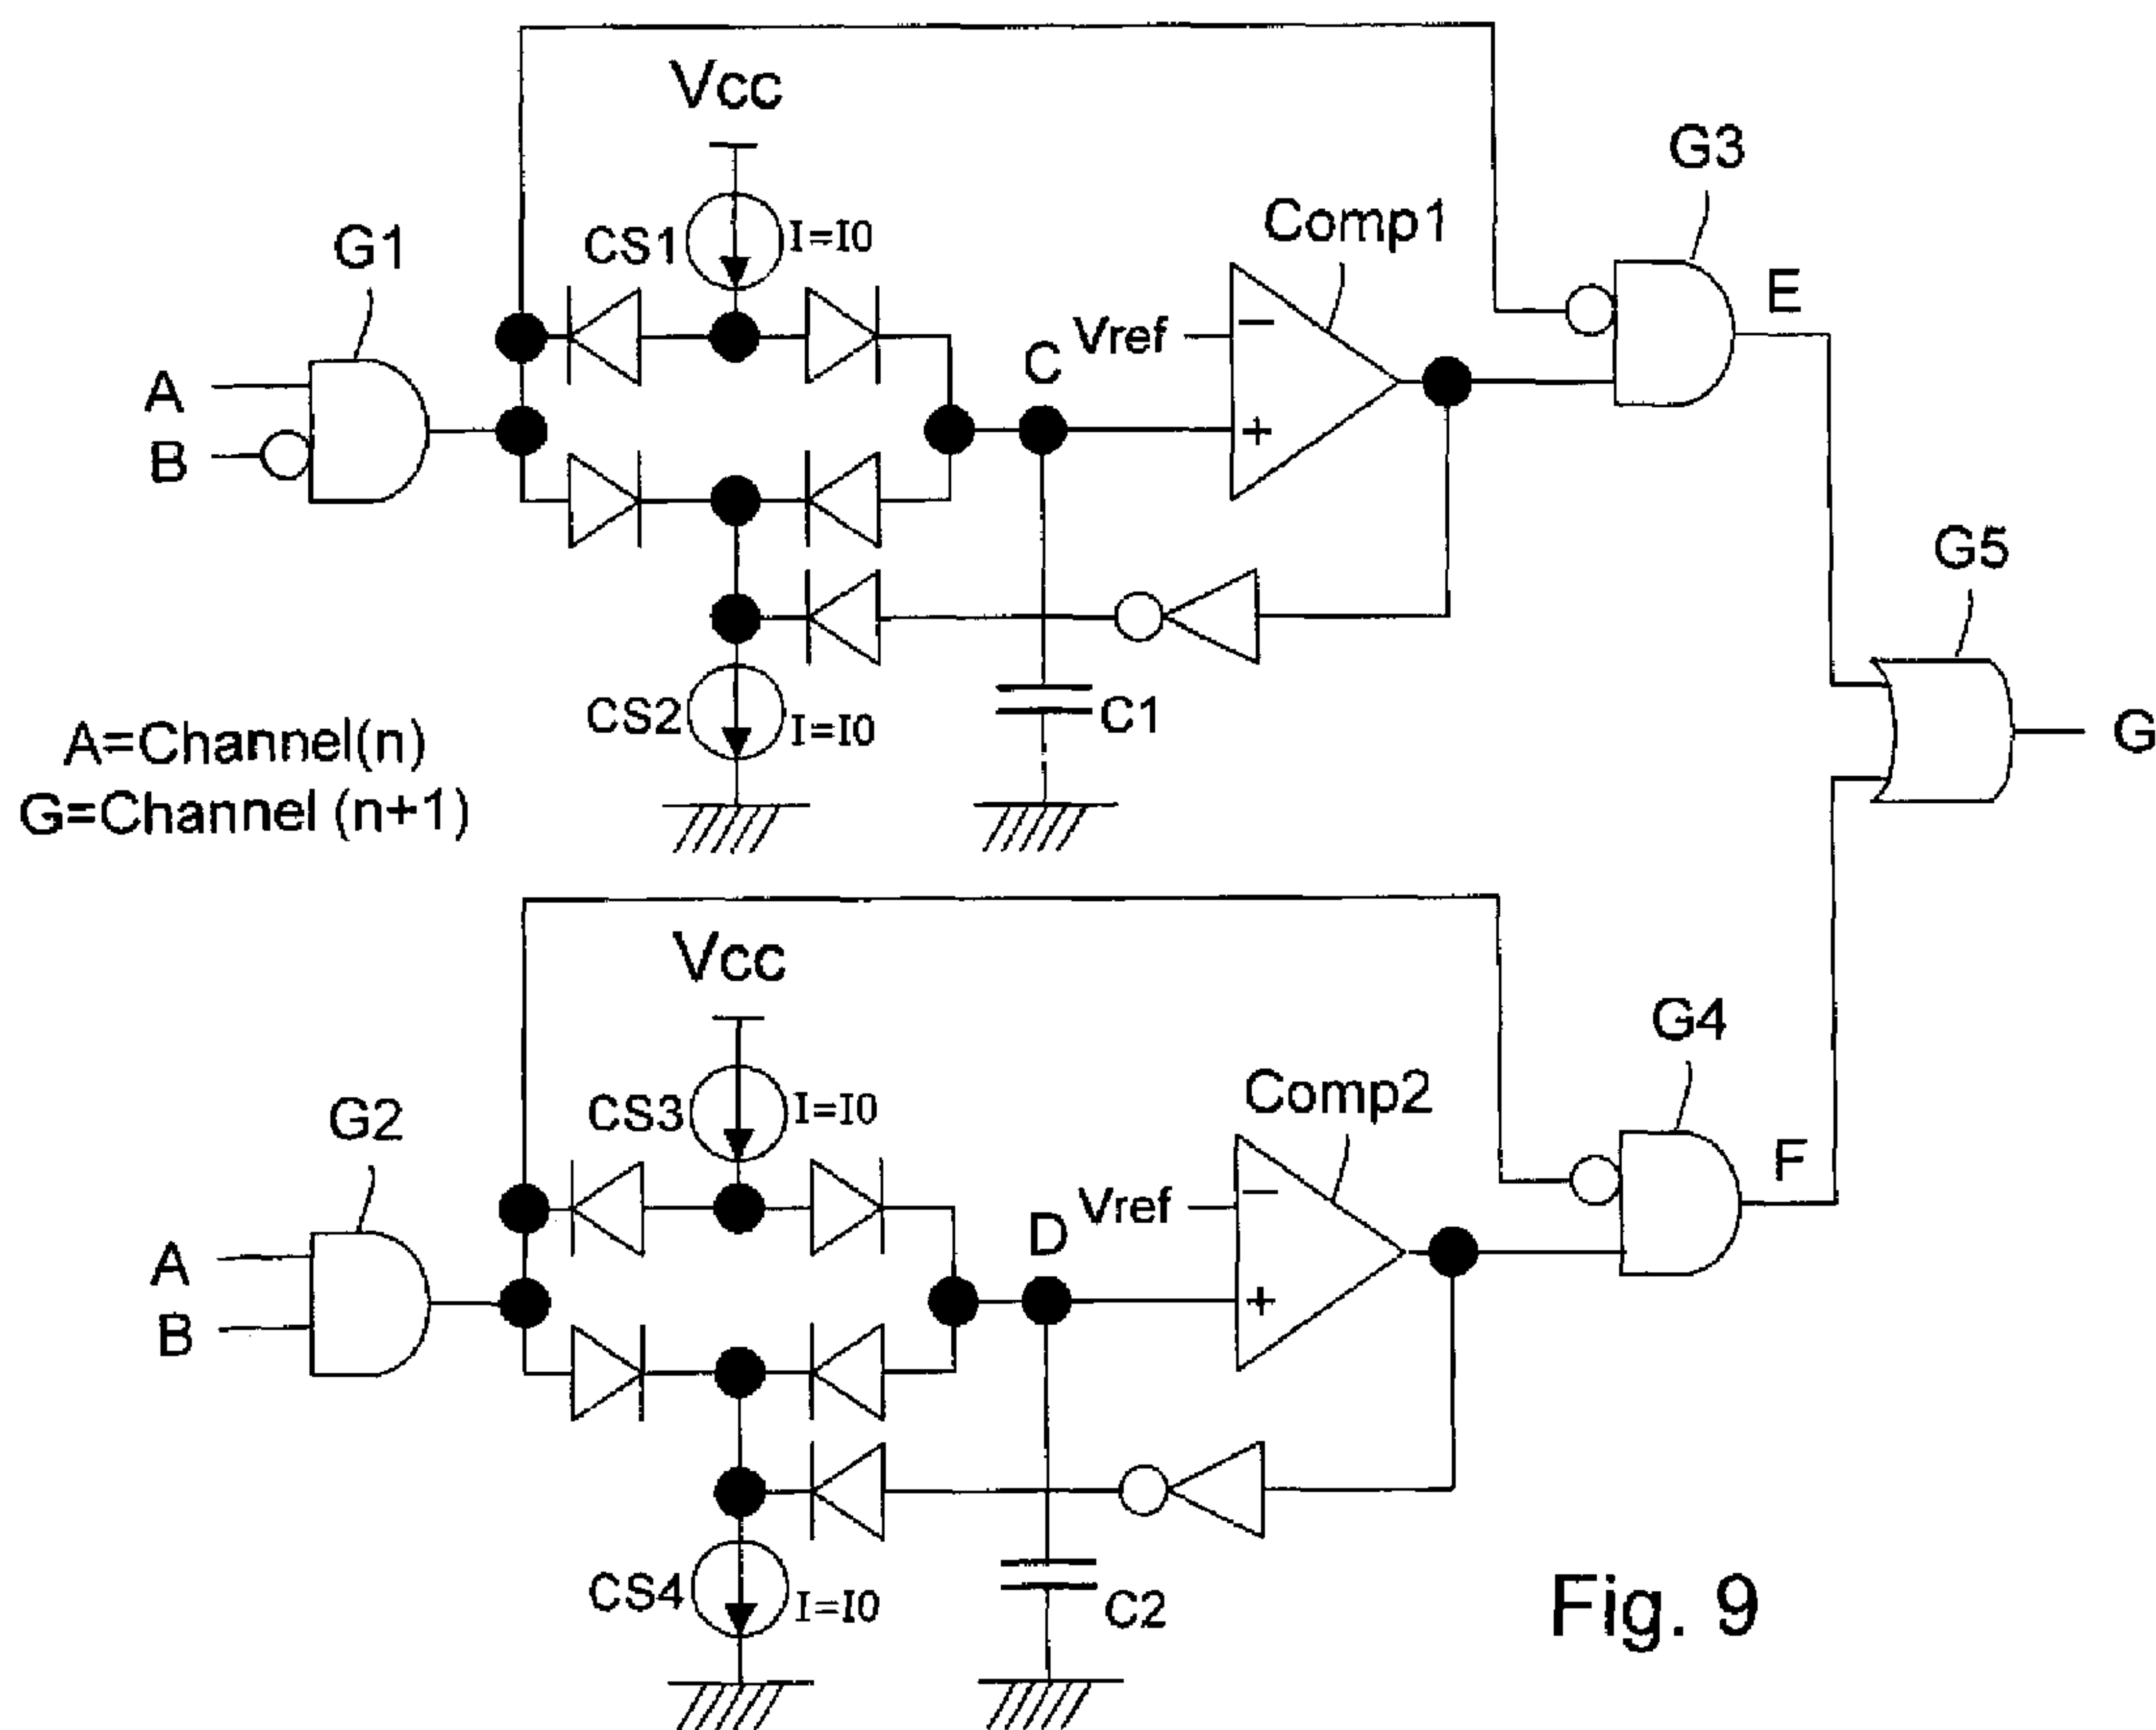 Vcc
G3
G1
CS1
I=I0
Comp1
E
A
B
C
Vref
−
+
G5
CS2
I=I0
C1
G
A=Channel(n)
G=Channel (n+1)
Vcc
G4
G2
CS3
I=I0
Comp2
F
A
B
D
Vref
−
+
CS4
I=I0
C2
Fig. 9